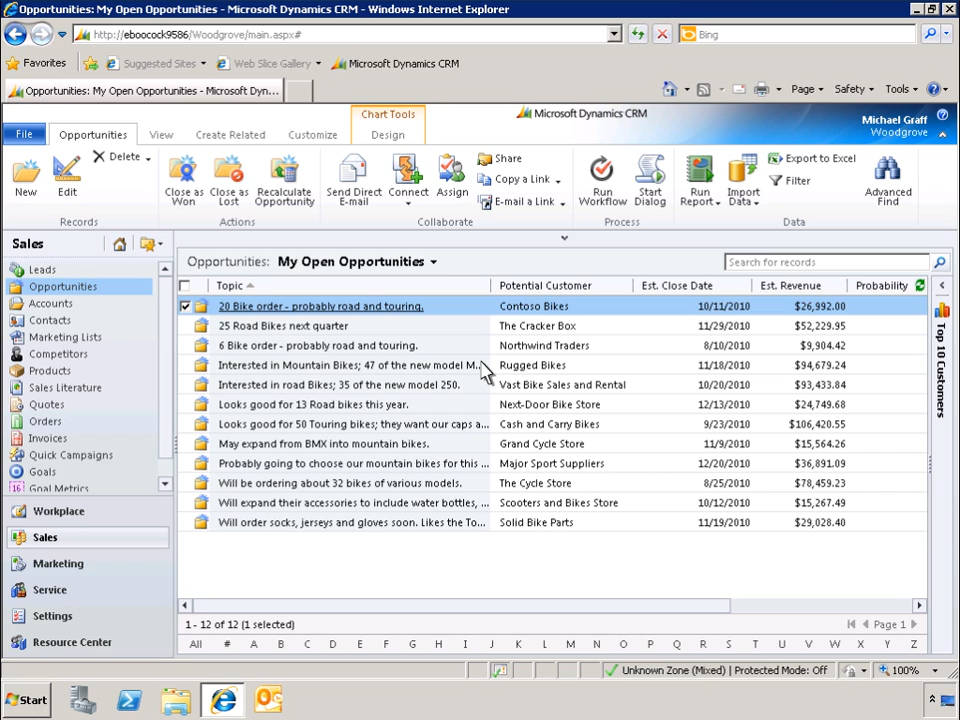 Opportunities: My Open Opportunities - Microsoft Dynamics CRM - Windows Internet Explorer
http://eboocock9586/Woodgrove/main.aspx#
Bing
Favorites
Suggested Sites
Web Slice Gallery
Microsoft Dynamics CRM
Opportunities: My Open Opportunities - Microsoft Dyn...
Page
Safety
Tools
Chart Tools
Microsoft Dynamics CRM
Michael Graff
Woodgrove
File
Opportunities
View
Create Related
Customize
Design
New
Edit
Delete
Records
Close as Won
Close as Lost
Recalculate Opportunity
Actions
Send Direct E-mail
Connect
Assign
Share
Copy a Link
E-mail a Link
Collaborate
Run Workflow
Start Dialog
Process
Run Report
Import Data
Export to Excel
Filter
Data
Advanced Find
Sales
Leads
Opportunities
Accounts
Contacts
Marketing Lists
Competitors
Products
Sales Literature
Quotes
Orders
Invoices
Quick Campaigns
Goals
16 Goal Metrics
Workplace
Sales
Marketing
Service
Settings
Resource Center
Opportunities: My Open Opportunities
Search for records
Topic Potential Customer Est. Close Date Est. Revenue Probability
20 Bike order - probably road and touring. Contoso Bikes 10/11/2010 $26,992.00
25 Road Bikes next quarter The Cracker Box 11/29/2010 $52,229.95
6 Bike order - probably road and touring. Northwind Traders 8/10/2010 $9,904.42
Interested in Mountain Bikes; 47 of the new model M... Rugged Bikes 11/18/2010 $94,679.24
Interested in road Bikes; 35 of the new model 250. Vast Bike Sales and Rental 10/20/2010 $93,433.84
Looks good for 13 Road bikes this year. Next-Door Bike Store 12/13/2010 $24,749.68
Looks good for 50 Touring bikes; they want our caps a... Cash and Carry Bikes 9/23/2010 $106,420.55
May expand from BMX into mountain bikes. Grand Cycle Store 11/9/2010 $15,564.26
Probably going to choose our mountain bikes for this ... Major Sport Suppliers 12/20/2010 $36,891.09
Will be ordering about 32 bikes of various models. The Cycle Store 8/25/2010 $78,459.23
Will expand their accessories to include water bottles, ... Scooters and Bikes Store 10/12/2010 $15,267.49
Will order socks, jerseys and gloves soon. Likes the To... Solid Bike Parts 11/19/2010 $29,028.40
Top 10 Customers
1 - 12 of 12 (1 selected)
Page 1
All # A B C D E F G H I J K L M N O P Q R S T U V W X Y Z
Unknown Zone (Mixed) | Protected Mode: Off
100%
Start